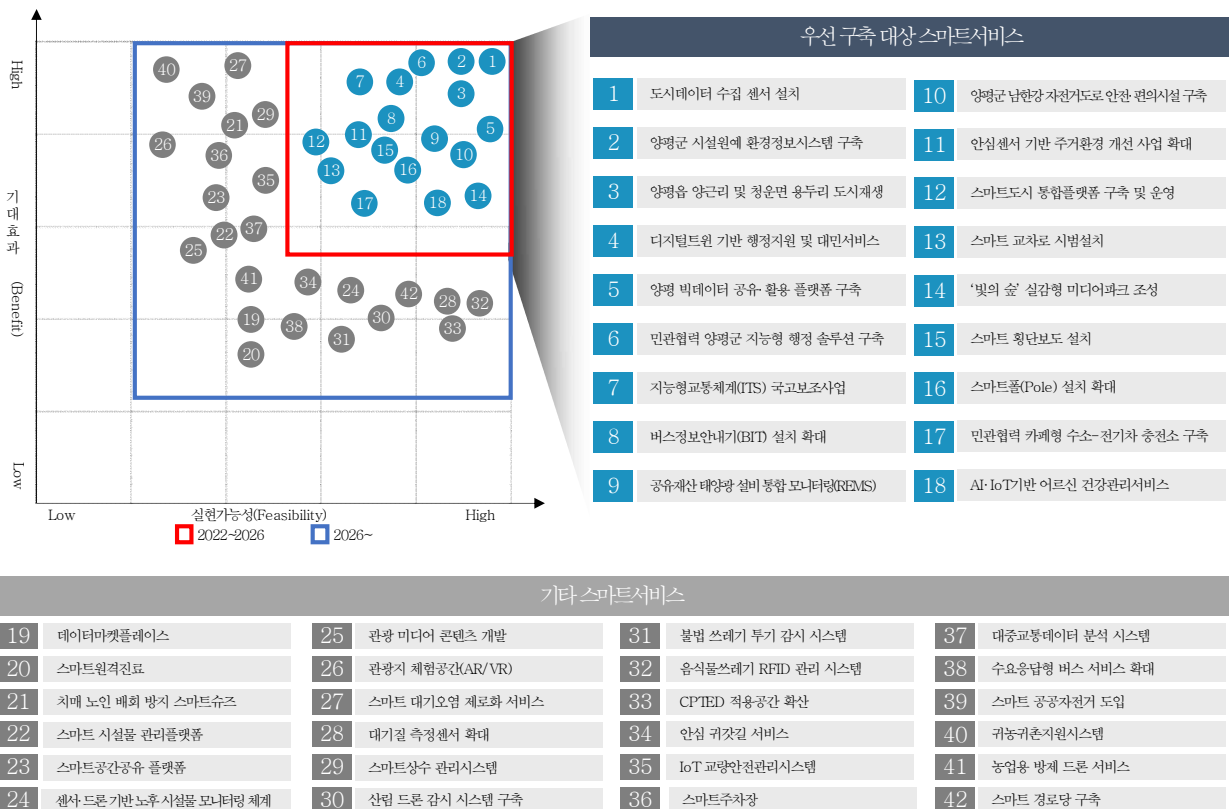 High
기대효과
(Benefit)
Low
40
27
39
29
21
26
36
35
23
37
22
25
41
34
24
42
28
32
19
38
30
33
31
20
6
2
1
7
4
3
8
5
11
9
12
15
10
13
16
14
17
18
Low
실현가능성(Feasibility)
High
2022~2026
2026~
우선 구축 대상 스마트서비스
1 도시데이터 수집 센서 설치
2 양평군 시설원예 환경정보시스템 구축
3 양평읍 양근리 및 청운면 용두리 도시재생
4 디지털트윈 기반 행정지원 및 대민서비스
5 양평 빅데이터 공유·활용 플랫폼 구축
6 민관협력 양평군 지능형 행정 솔루션 구축
7 지능형교통체계(ITS) 국고보조사업
8 버스정보안내기(BIT) 설치 확대
9 공유재산 태양광 설비 통합 모니터링(REMS)
10 양평군 남한강 자전거도로 안전·편의시설 구축
11 안심센서 기반 주거환경 개선 사업 확대
12 스마트도시 통합플랫폼 구축 및 운영
13 스마트 교차로 시범설치
14 ‘빛의 숲’ 실감형 미디어파크 조성
15 스마트 횡단보도 설치
16 스마트폴(Pole) 설치 확대
17 민관협력 카페형 수소-전기차 충전소 구축
18 AI·IoT기반 어르신 건강관리서비스
기타 스마트서비스
19 데이터마켓플레이스
20 스마트원격진료
21 치매 노인 배회 방지 스마트슈즈
22 스마트 시설물 관리플랫폼
23 스마트공간공유 플랫폼
24 센서·드론 기반 노후 시설물 모니터링 체계
25 관광 미디어 콘텐츠 개발
26 관광지 체험공간(AR/VR)
27 스마트 대기오염 제로화 서비스
28 대기질 측정센서 확대
29 스마트상수 관리시스템
30 산림 드론 감시 시스템 구축
31 불법 쓰레기 투기 감시 시스템
32 음식물쓰레기 RFID 관리 시스템
33 CPTED 적용공간 확산
34 안심 귀갓길 서비스
35 IoT 교량안전관리시스템
36 스마트주차장
37 대중교통데이터 분석 시스템
38 수요응답형 버스 서비스 확대
39 스마트 공공자전거 도입
40 귀농귀촌지원시스템
41 농업용 방제 드론 서비스
42 스마트 경로당 구축